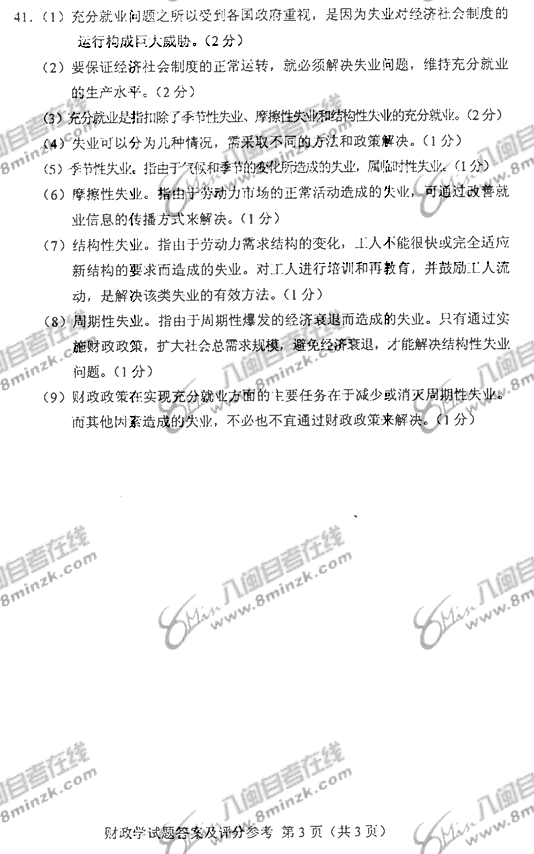 41.（1）充分就业问题之所以受到各国政府重视，是因为失业对经济社会制度的
运行构成巨大威胁。（2 分）
（2）要保证经济社会制度的正常运转，就必须解决失业问题，维持充分就业
的生产水平。（2 分）
（3）充分就业是指扣除了季节性失业、摩擦性失业和结构性失业的充分就业。（2 分）
（4）失业可以分为几种情况，需采取不同的方法和政策解决。（1 分）
（5）季节性失业。指由于气候和季节的变化所造成的失业，属临时性失业。（1 分）
（6）摩擦性失业。指由于劳动力市场的正常活动造成的失业，可通过改善就
业信息的传播方式来解决。（1 分）
（7）结构性失业。指由于劳动力需求结构的变化，工人不能很快或完全适应
新结构的要求而造成的失业。对工人进行培训和再教育，并鼓励工人流
动，是解决该类失业的有效方法。（1 分）
（8）周期性失业。指由于周期性爆发的经济衰退而造成的失业。只有通过实
施财政政策，扩大社会总需求规模，避免经济衰退，才能解决结构性失业
问题。（1 分）
（9）财政政策在实现充分就业方面的主要任务在于减少或消灭周期性失业。
而其他因素造成的失业，不必也不宜通过财政政策来解决。（1 分）
财政学试题答案及评分参考 第 3 页（共 3 页）
8Min 八闽自考在线
www.8minzk.com